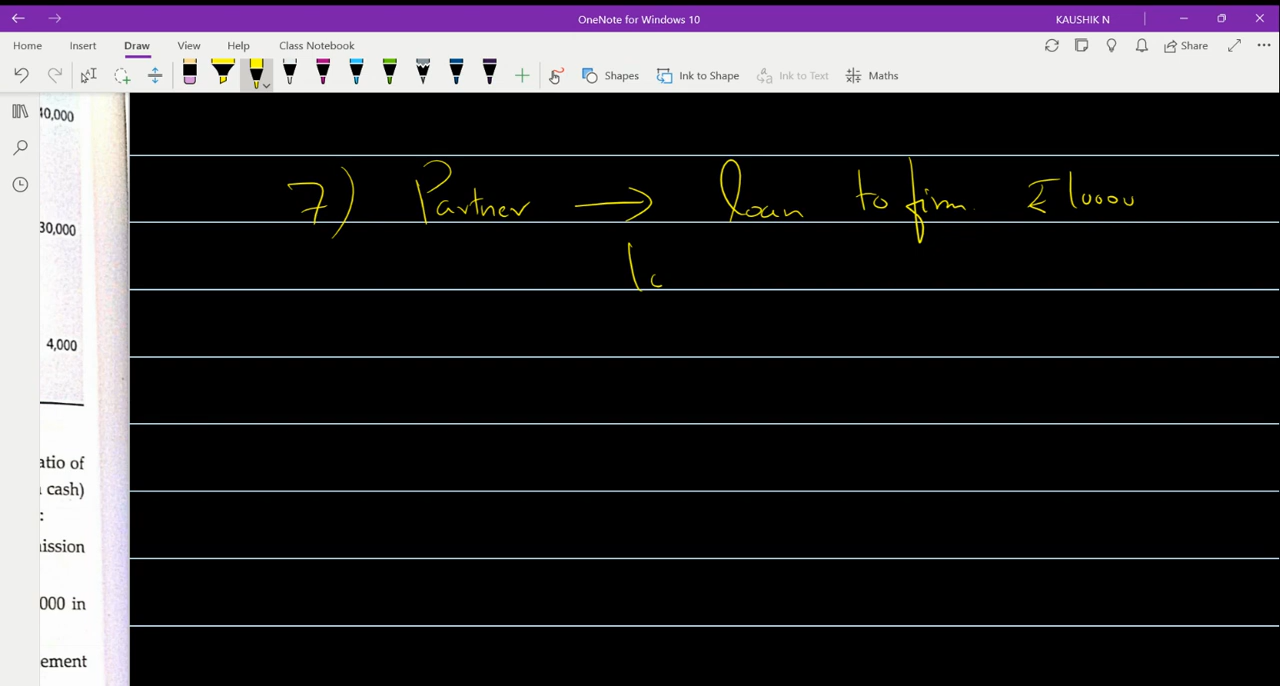 OneNote for Windows 10
KAUSHIK N
Home Insert Draw View Help Class Notebook
Share
Shapes Ink to Shape Ink to Text Maths
40,000
30,000
4,000
atio of
cash)
:
ission
000 in
ement
7) Partner → loan to firm. ₹10000